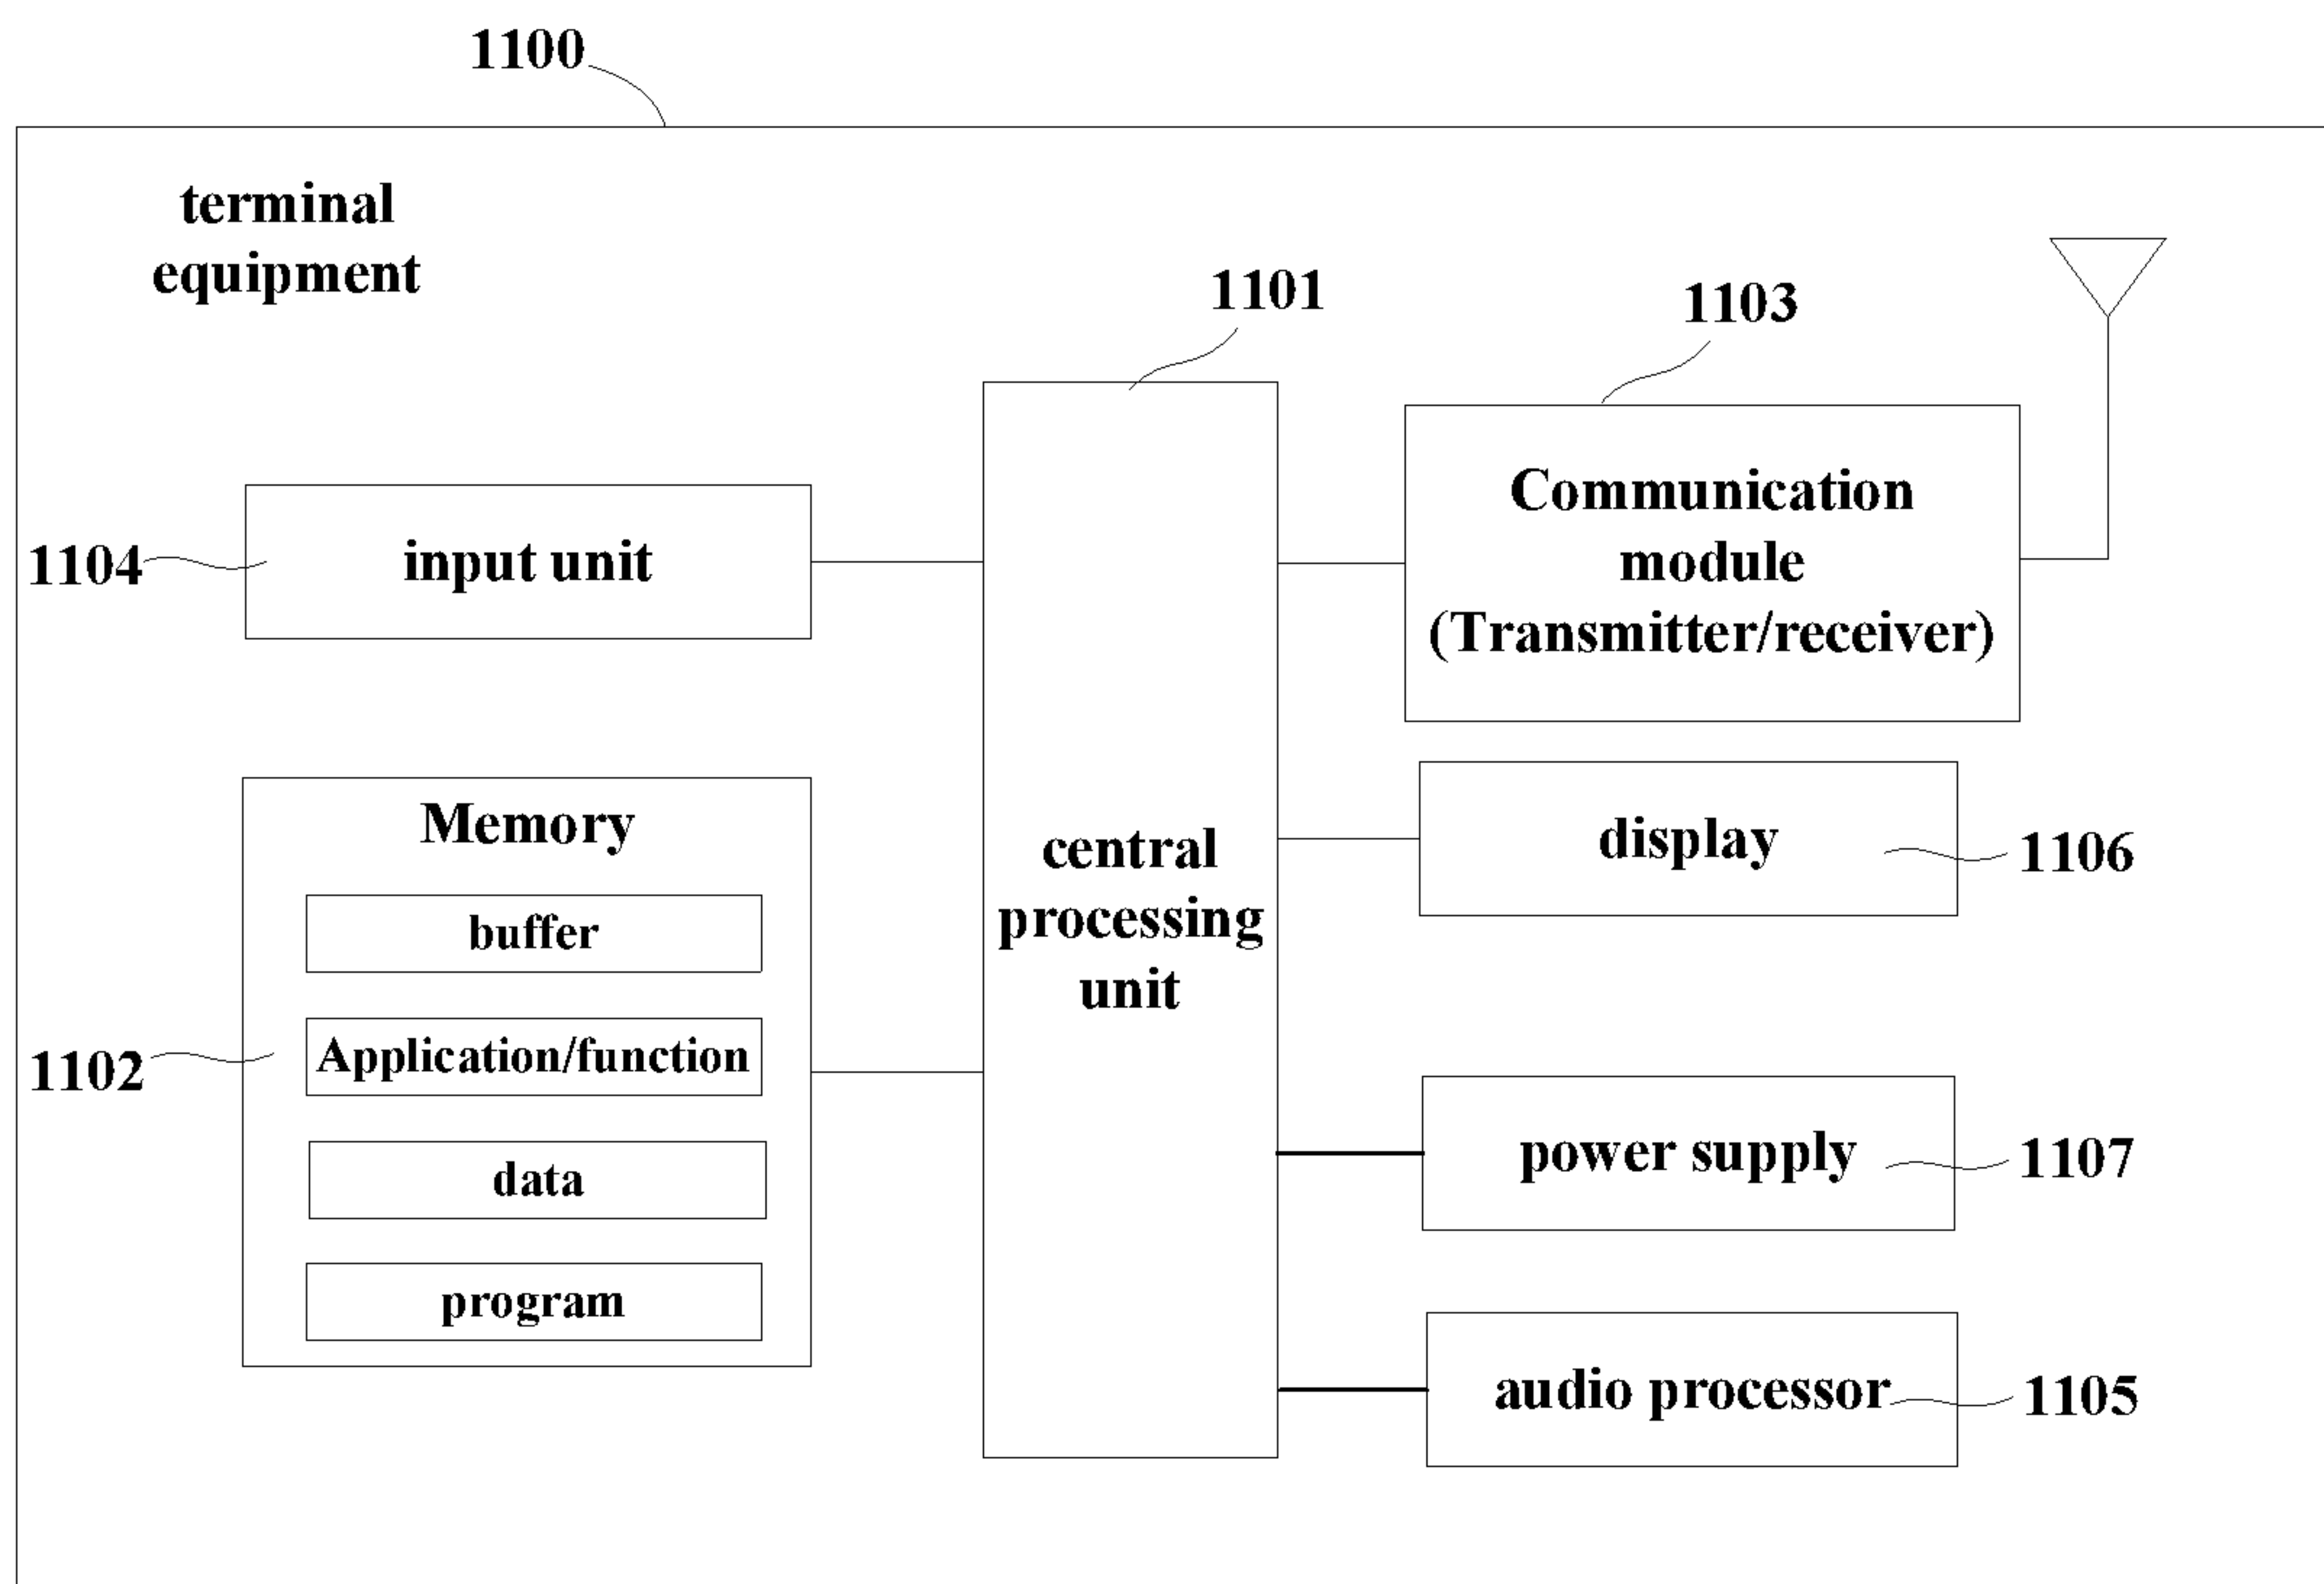 1100
terminal
equipment
1101
1103
1104
input unit
Communication
module
(Transmitter/receiver)
Memory
buffer
Application/function
data
program
1102
central
processing
unit
display
1106
power supply
1107
audio processor
1105